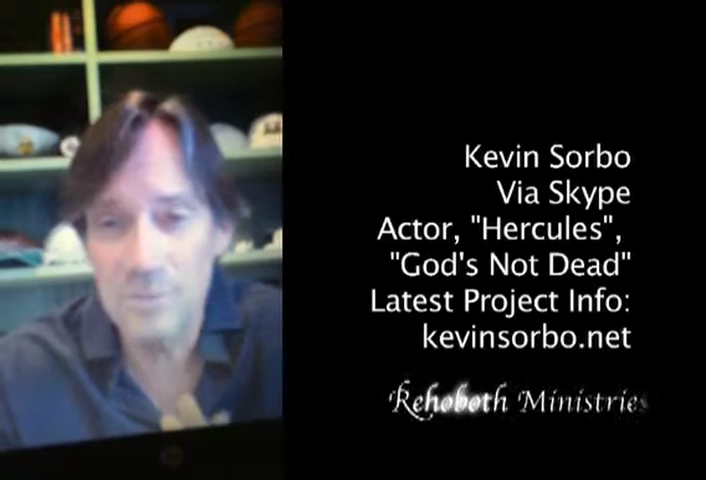 Kevin Sorbo
Via Skype
Actor, "Hercules",
"God's Not Dead"
Latest Project Info:
kevinsorbo.net
Rehoboth Ministries